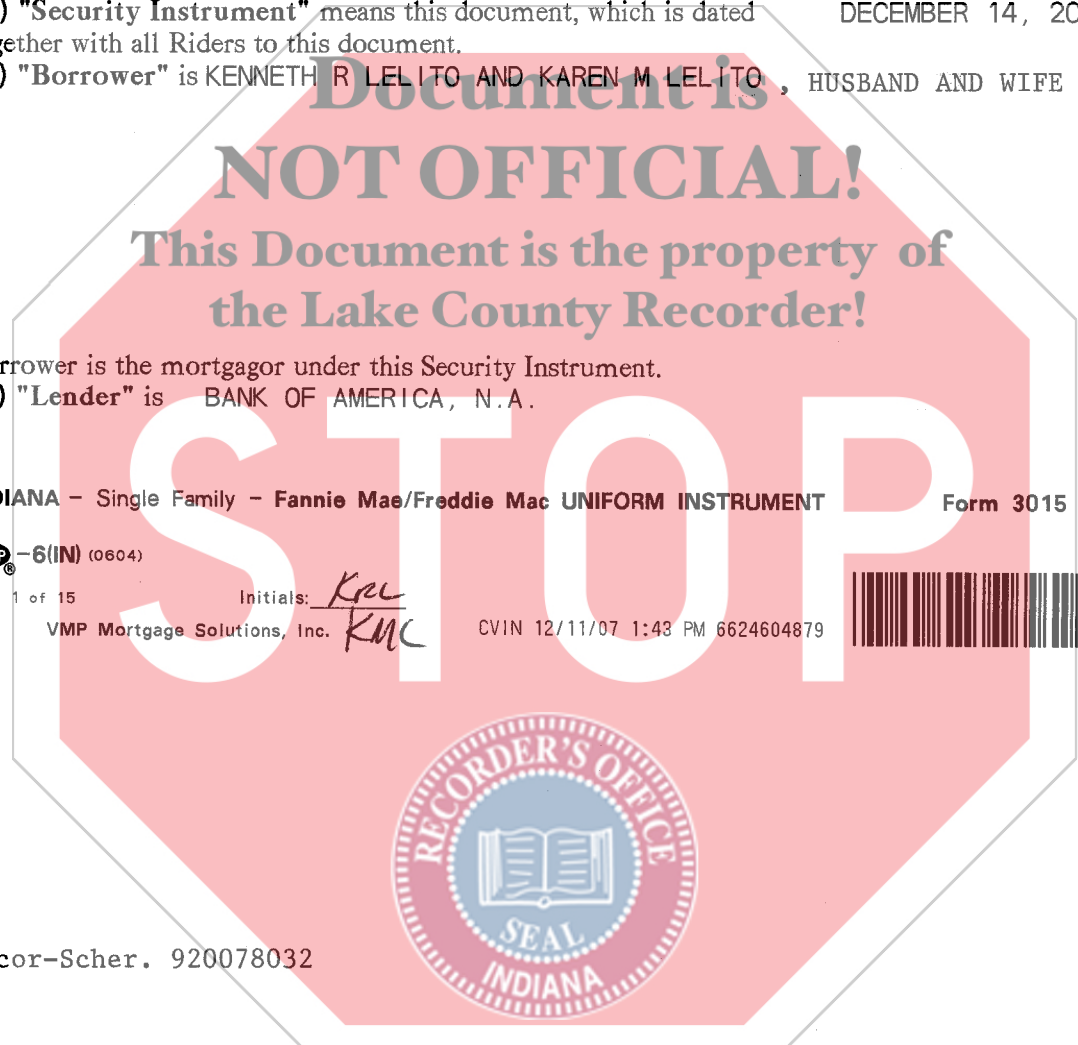 ) "Security Instrument" means this document, which is dated DECEMBER 14, 20
gether with all Riders to this document.
) "Borrower" is KENNETH R LELITO AND KAREN M LELITO , HUSBAND AND WIFE
Document is
NOT OFFICIAL!
This Document is the property of
the Lake County Recorder!
rrower is the mortgagor under this Security Instrument.
) "Lender" is BANK OF AMERICA, N.A.
STOP
DIANA - Single Family - Fannie Mae/Freddie Mac UNIFORM INSTRUMENT Form 3015
P® -6(IN) (0604)
1 of 15 Initials: KRL
VMP Mortgage Solutions, Inc. KML CVIN 12/11/07 1:43 PM 6624604879
RECORDER'S OFFICE
SEAL
INDIANA
cor-Scher. 920078032